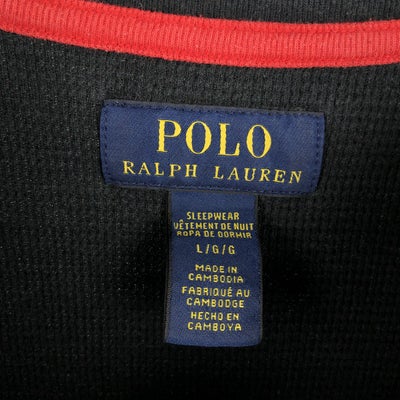 POLO
RALPH LAUREN
SLEEPWEAR
VÊTEMENT DE NUIT
ROPA DE DORMIR
L/G/G
MADE IN
CAMBODIA
FABRIQUÉ AU
CAMBODGE
HECHO EN
CAMBOYA